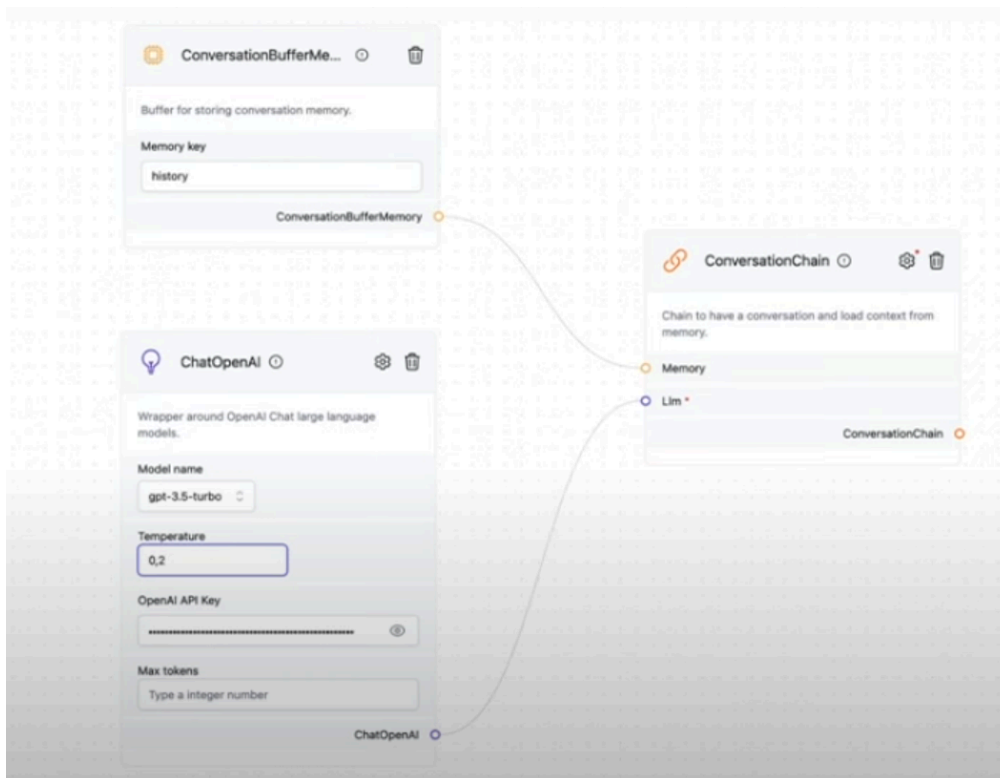 ConversationBufferMe...
Buffer for storing conversation memory.
Memory key
history
ConversationBufferMemory
ConversationChain
Chain to have a conversation and load context from
memory.
Memory
Llm *
ConversationChain
ChatOpenAI
Wrapper around OpenAI Chat large language
models.
Model name
gpt-3.5-turbo
Temperature
0,2
OpenAI API Key
Max tokens
Type a integer number
ChatOpenAI